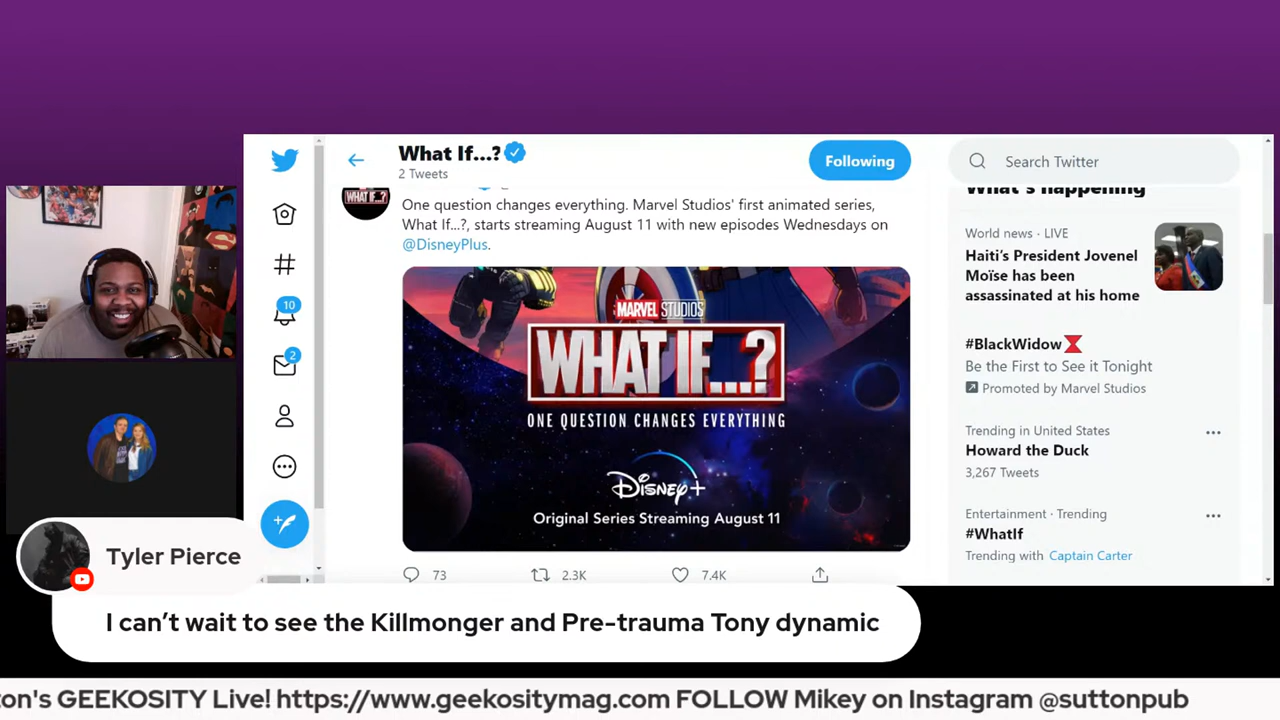 What If...?
2 Tweets
Following
Search Twitter
WHAT IF...?
One question changes everything. Marvel Studios' first animated series,
What If...?, starts streaming August 11 with new episodes Wednesdays on
@DisneyPlus.
MARVEL STUDIOS
WHAT IF...?
ONE QUESTION CHANGES EVERYTHING
Disney+
Original Series Streaming August 11
73
2.3K
7.4K
10
2
What's happening
World news · LIVE
Haiti's President Jovenel
Moïse has been
assassinated at his home
#BlackWidow
Be the First to See it Tonight
Promoted by Marvel Studios
Trending in United States
Howard the Duck
3,267 Tweets
Entertainment · Trending
#WhatIf
Trending with Captain Carter
Tyler Pierce
I can't wait to see the Killmonger and Pre-trauma Tony dynamic
ton's GEEKOSITY Live! https://www.geekositymag.com FOLLOW Mikey on Instagram @suttonpub